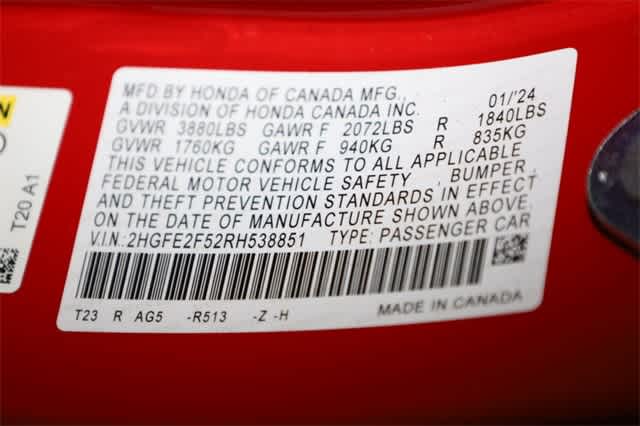 N
T20 A1
MFD BY HONDA OF CANADA MFG., 01/'24
A DIVISION OF HONDA CANADA INC.
GVWR 3880LBS GAWR F 2072LBS R 1840LBS
GVWR 1760KG GAWR F 940KG R 835KG
THIS VEHICLE CONFORMS TO ALL APPLICABLE
FEDERAL MOTOR VEHICLE SAFETY , BUMPER ,
AND THEFT PREVENTION STANDARDS IN EFFECT
ON THE DATE OF MANUFACTURE SHOWN ABOVE.
V.I.N.:2HGFE2F52RH538851 TYPE: PASSENGER CAR
T23 R AG5 -R513 -Z -H MADE IN CANADA